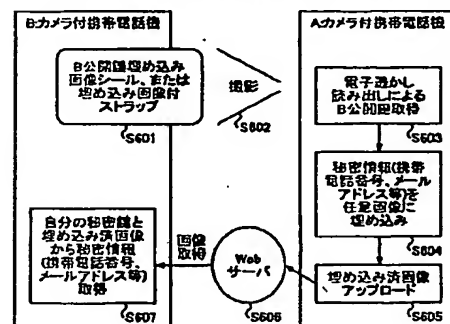 B:カメラ付携帯電話機
A:カメラ付携帯電話機
B公開鍵埋め込み
画像シール、または
埋め込み画像付
ストラップ
S601
撮影
S602
電子透かし
読み出しによる
B公開鍵取得
S603
秘密情報(携帯
電話番号、メール
アドレス等)を
任意画像に
埋め込み
S604
埋め込み済画像
アップロード
S605
Web
サーバ
S606
画像
取得
自分の秘密鍵と
埋め込み済画像
から秘密情報
(携帯電話番号、
メールアドレス等)
取得
S607